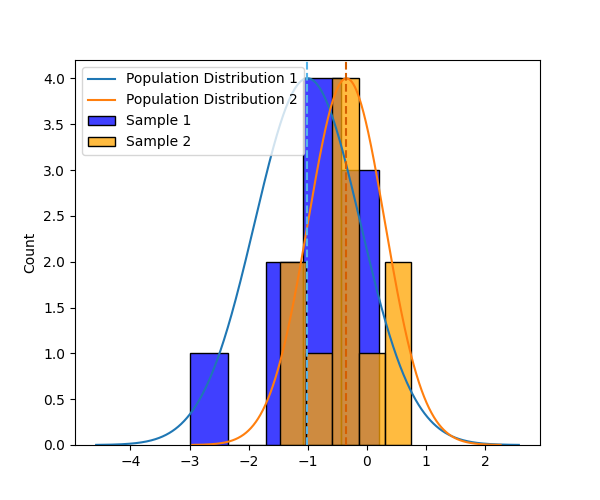 Population Distribution 1
Population Distribution 2
Sample 1
Sample 2
Count
4.0
3.5
3.0
2.5
2.0
1.5
1.0
0.5
0.0
−4 −3 −2 −1 0 1 2